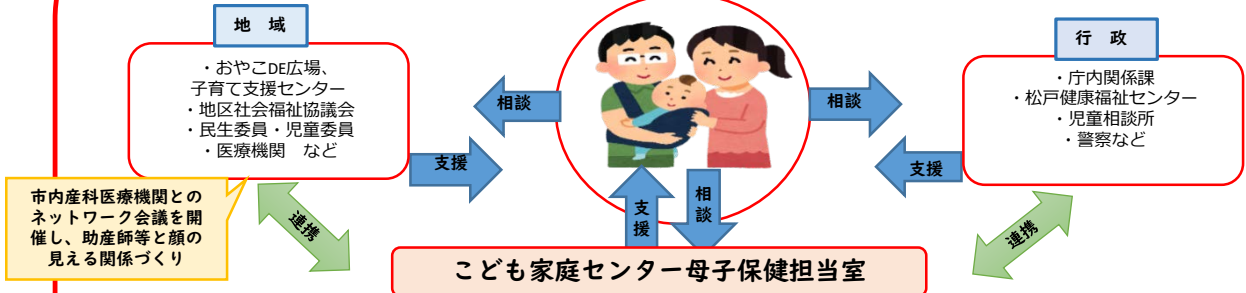 地　域
・おやこDE広場、
子育て支援センター
・地区社会福祉協議会
・民生委員・児童委員
・医療機関　など
相談
支援
相談
支援
行　政
・庁内関係課
・松戸健康福祉センター
・児童相談所
・警察など
市内産科医療機関との
ネットワーク会議を開
催し、助産師等と顔の
見える関係づくり
連携
支援
相談
連携
こども家庭センター母子保健担当室